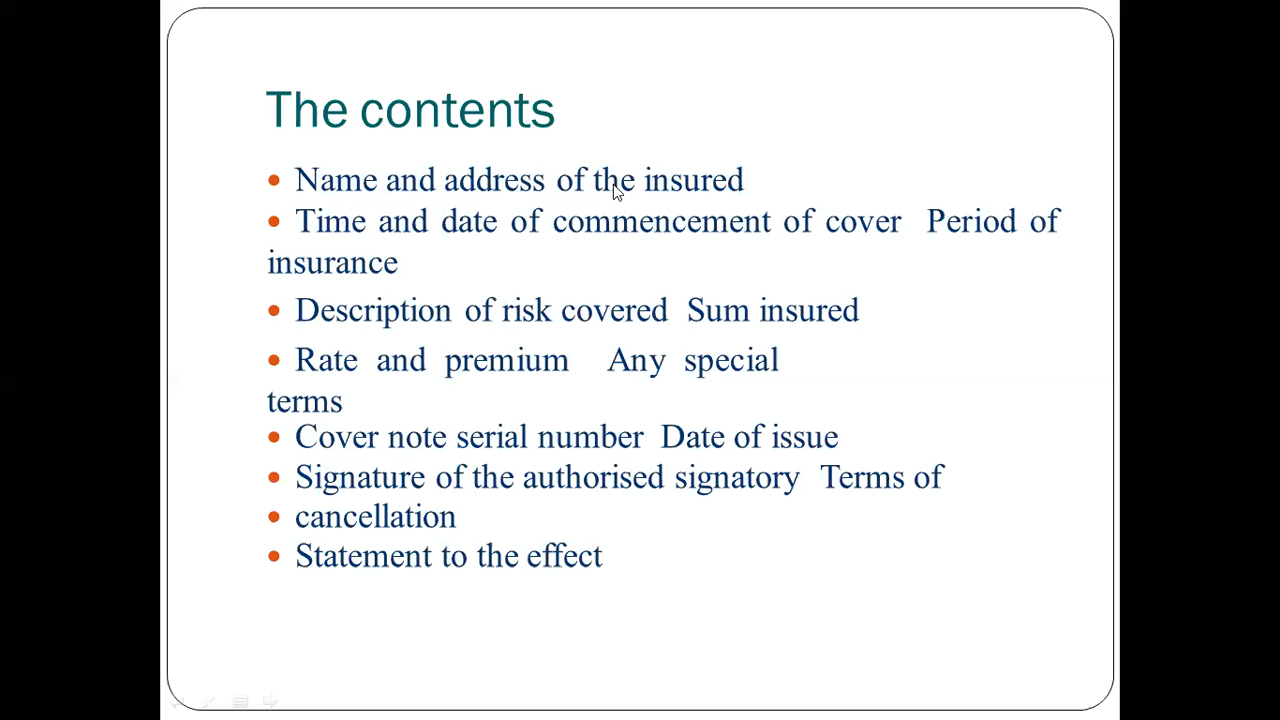 The contents
• Name and address of the insured
• Time and date of commencement of cover Period of
insurance
• Description of risk covered Sum insured
• Rate and premium Any special
terms
• Cover note serial number Date of issue
• Signature of the authorised signatory Terms of
• cancellation
• Statement to the effect